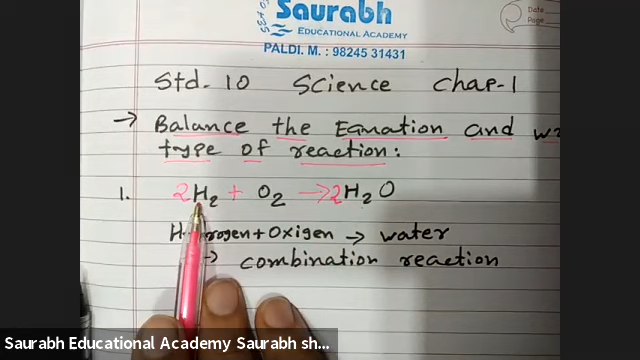 Saurabh
Educational Academy
PALDI. M. : 98245 31431
Date
Page
Std. 10 Science Chap-1
→ Balance the Equation and
type of reaction:
1. 2H₂ + O₂ → 2H₂O
Hydrogen + Oxigen → water
→ combination reaction
Saurabh Educational Academy Saurabh sh...